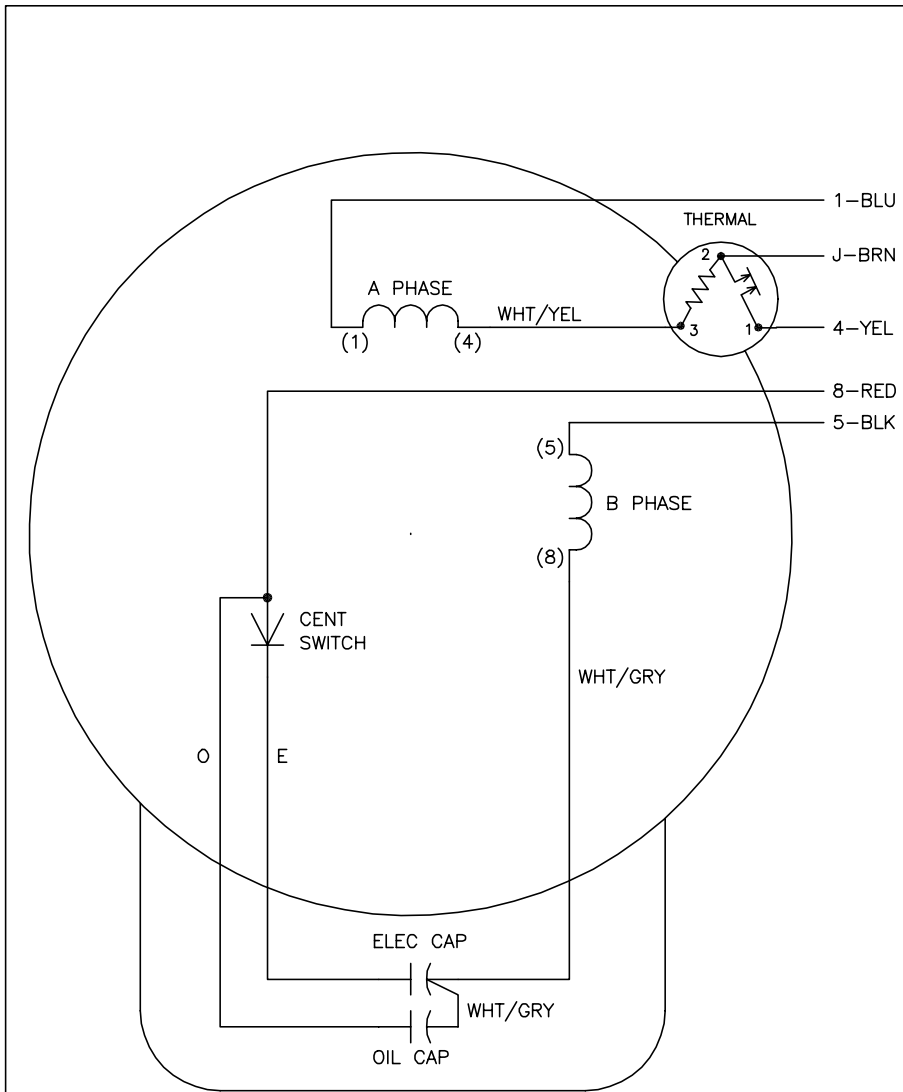 1-BLU
THERMAL
2
J-BRN
A PHASE
WHT/YEL
3
1
4-YEL
(1)
(4)
8-RED
5-BLK
(5)
B PHASE
(8)
CENT
SWITCH
WHT/GRY
O
E
ELEC CAP
WHT/GRY
OIL CAP